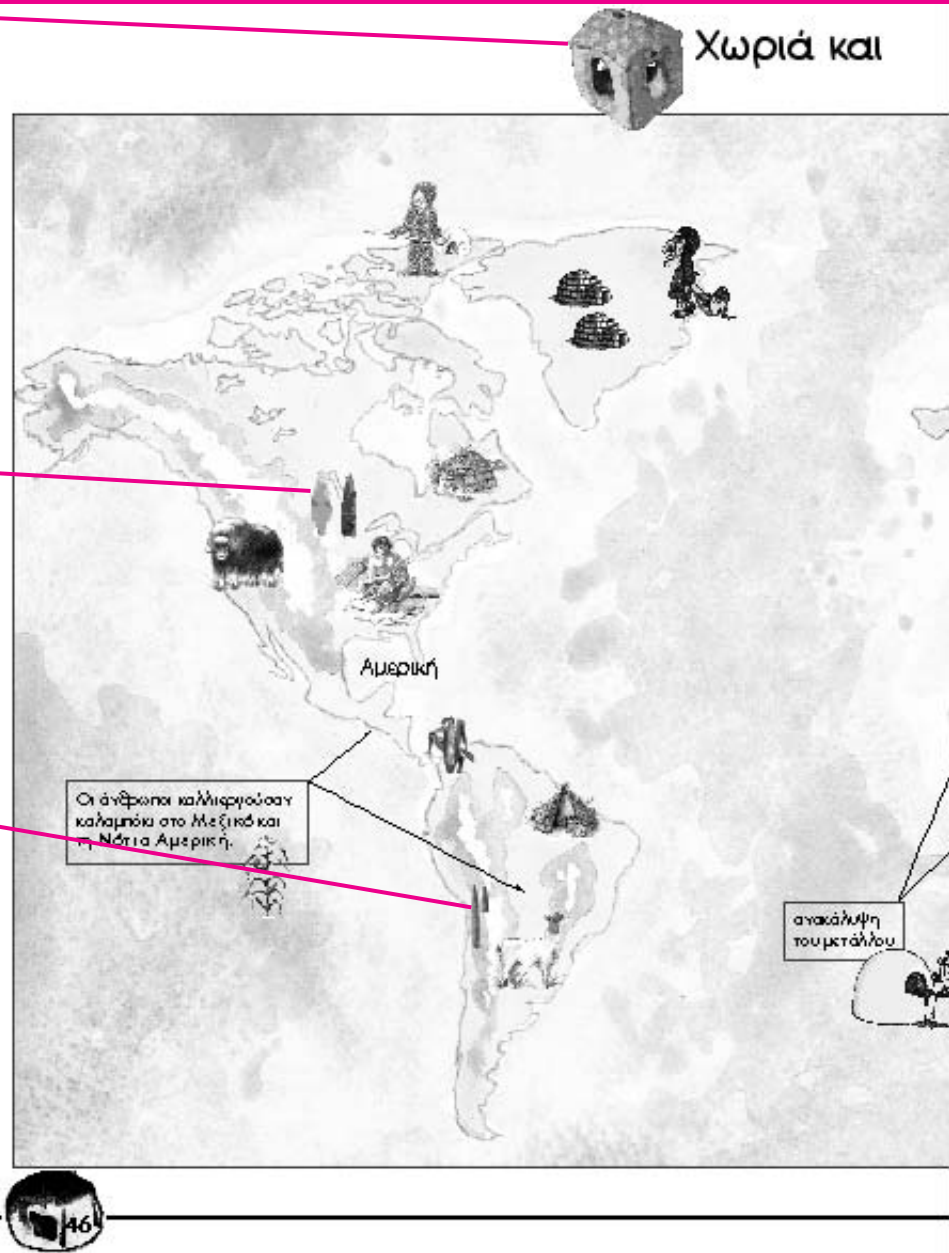 Χωριά και
Αμερική
Οι άνθρωποι καλλιεργούσαν
καλαμπόκι στο Μεξικό και
τη Νότια Αμερική.
ανακάλυψη
του μετάλλου
46